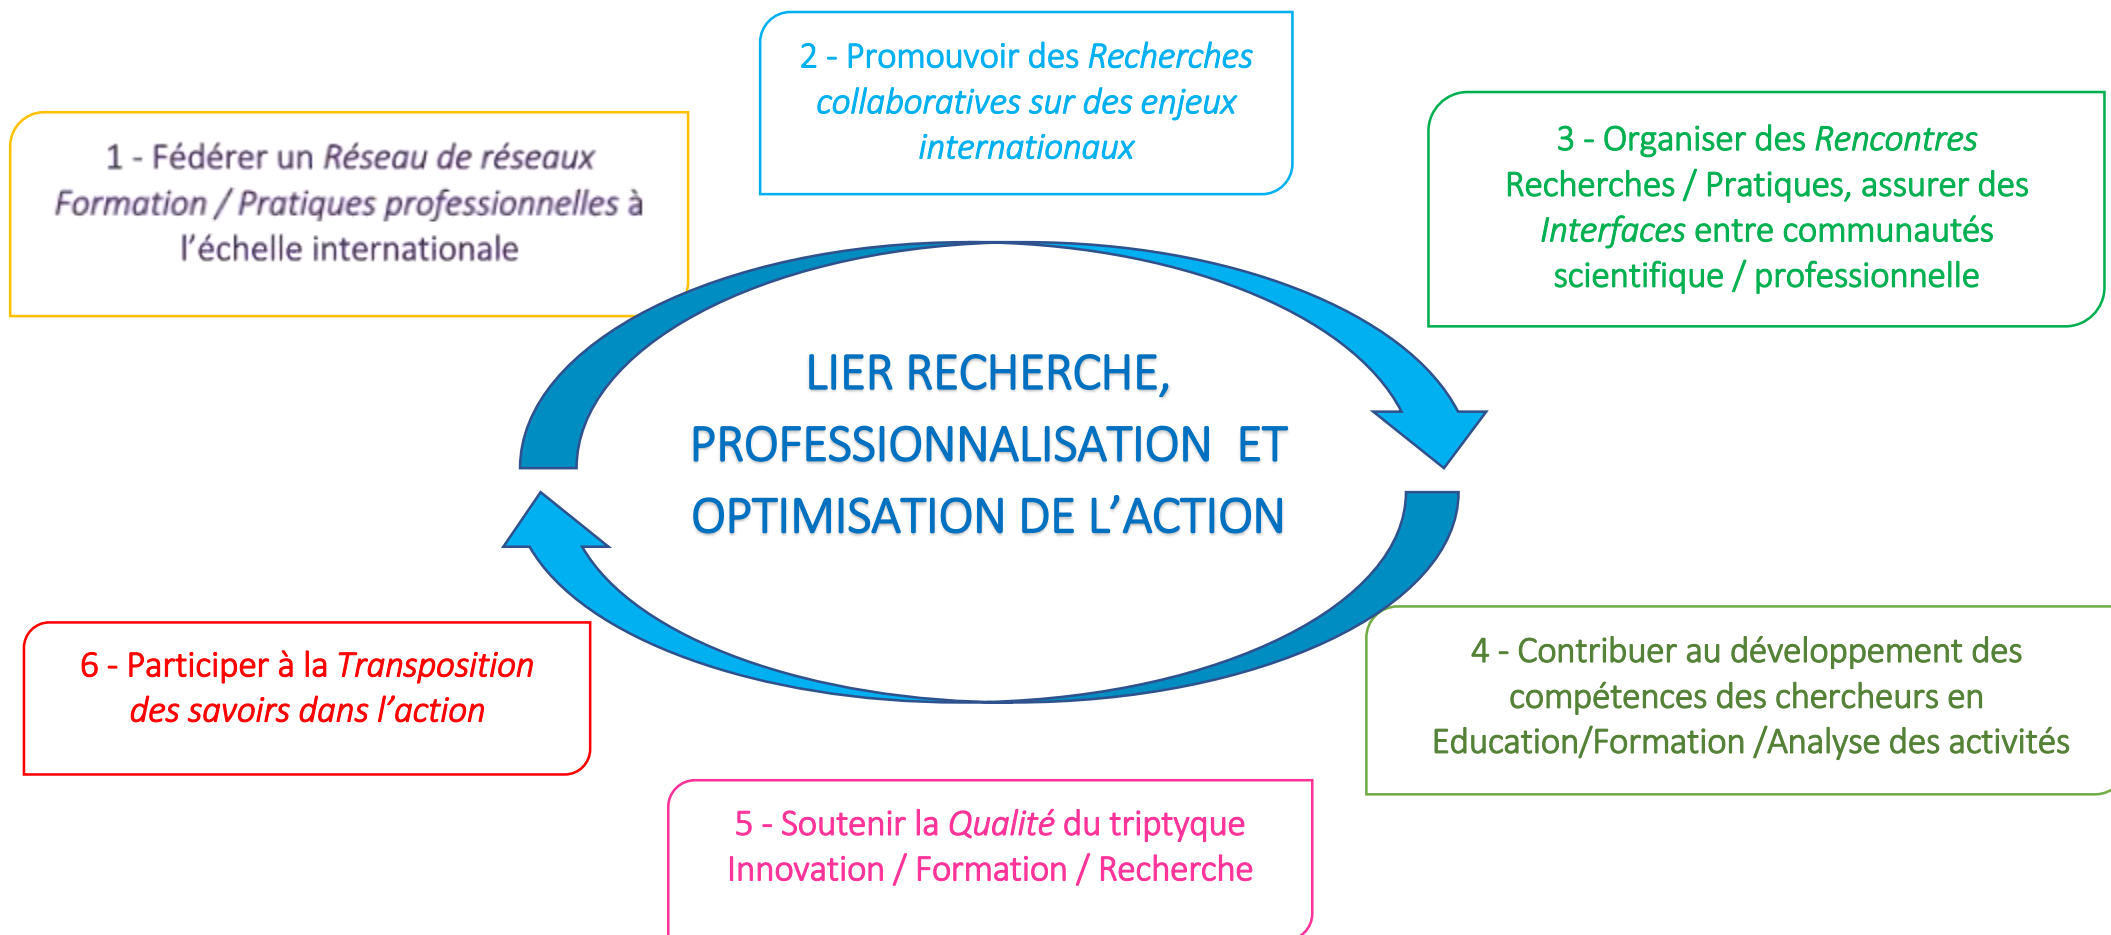 1 - Fédérer un Réseau de réseaux
Formation / Pratiques professionnelles à
l’échelle internationale
2 - Promouvoir des Recherches
collaboratives sur des enjeux
internationaux
3 - Organiser des Rencontres
Recherches / Pratiques, assurer des
Interfaces entre communautés
scientifique / professionnelle
LIER RECHERCHE,
PROFESSIONNALISATION ET
OPTIMISATION DE L’ACTION
4 - Contribuer au développement des
compétences des chercheurs en
Education/Formation /Analyse des activités
5 - Soutenir la Qualité du triptyque
Innovation / Formation / Recherche
6 - Participer à la Transposition
des savoirs dans l’action